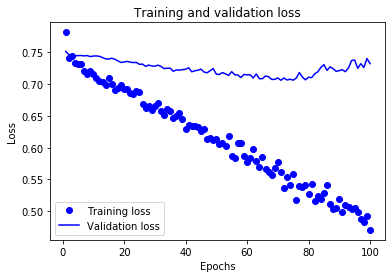 Training and validation loss
0.75
0.70
0.65
0.60
0.55
0.50
Loss
Training loss
Validation loss
0 20 40 60 80 100
Epochs